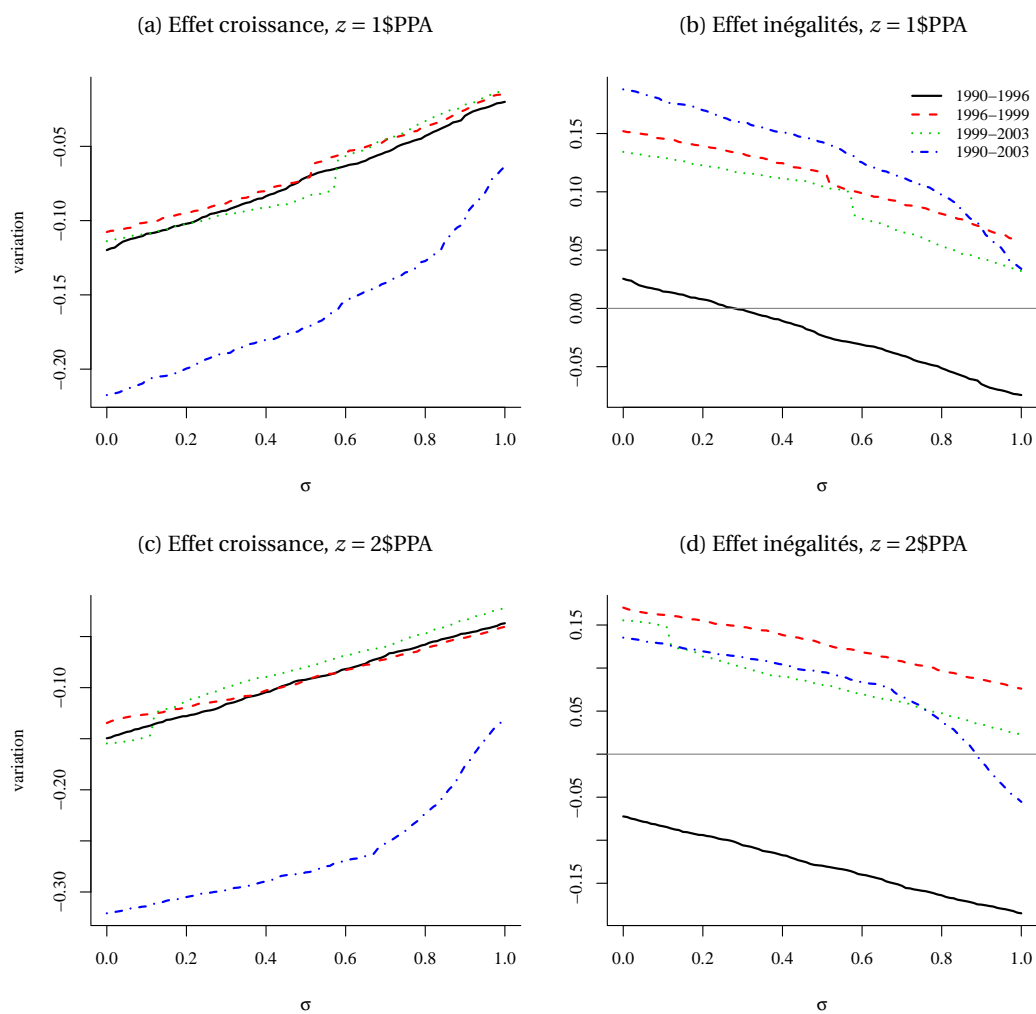 (a) Effet croissance, z = 1$PPA
variation
−0.05
−0.10
−0.15
−0.20
0.0 0.2 0.4 0.6 0.8 1.0
σ
(b) Effet inégalités, z = 1$PPA
0.15
0.10
0.05
0.00
−0.05
1990−1996
1996−1999
1999−2003
1990−2003
0.0 0.2 0.4 0.6 0.8 1.0
σ
(c) Effet croissance, z = 2$PPA
variation
−0.10
−0.20
−0.30
0.0 0.2 0.4 0.6 0.8 1.0
σ
(d) Effet inégalités, z = 2$PPA
0.15
0.05
−0.05
−0.15
0.0 0.2 0.4 0.6 0.8 1.0
σ